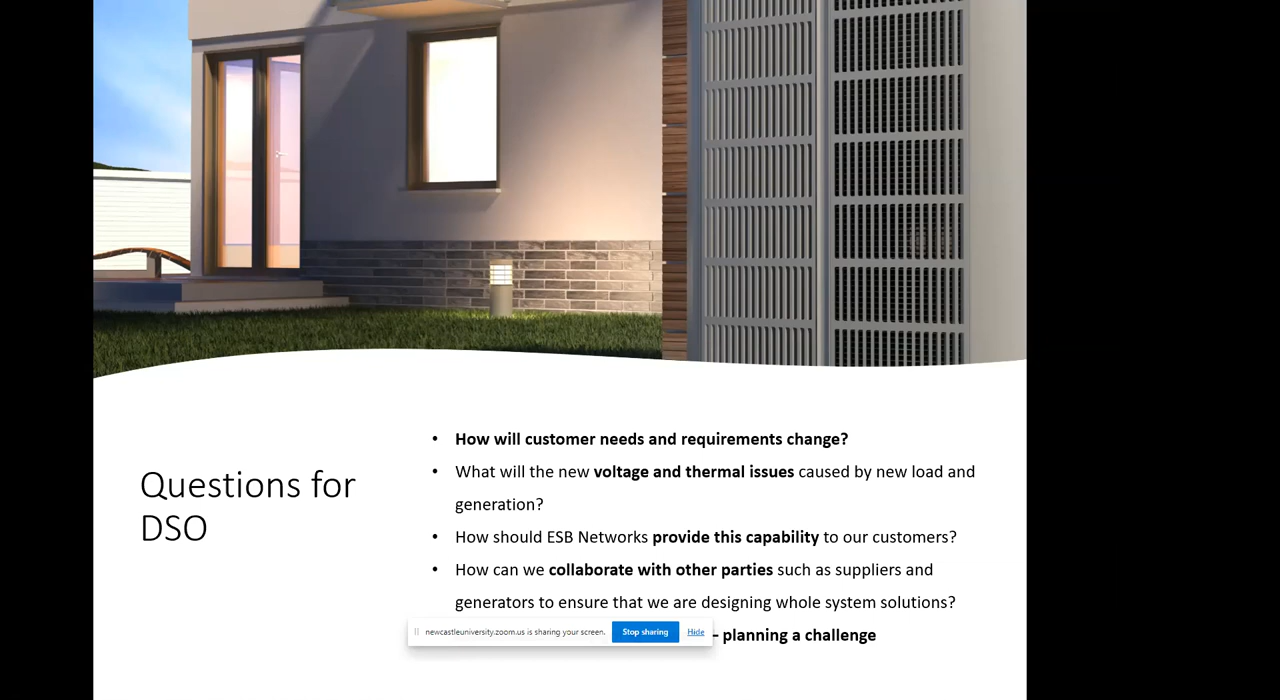 Questions for
DSO
• How will customer needs and requirements change?
• What will the new voltage and thermal issues caused by new load and
generation?
• How should ESB Networks provide this capability to our customers?
• How can we collaborate with other parties such as suppliers and
generators to ensure that we are designing whole system solutions?
– planning a challenge
newcastleuniversity.zoom.us is sharing your screen. Stop sharing Hide